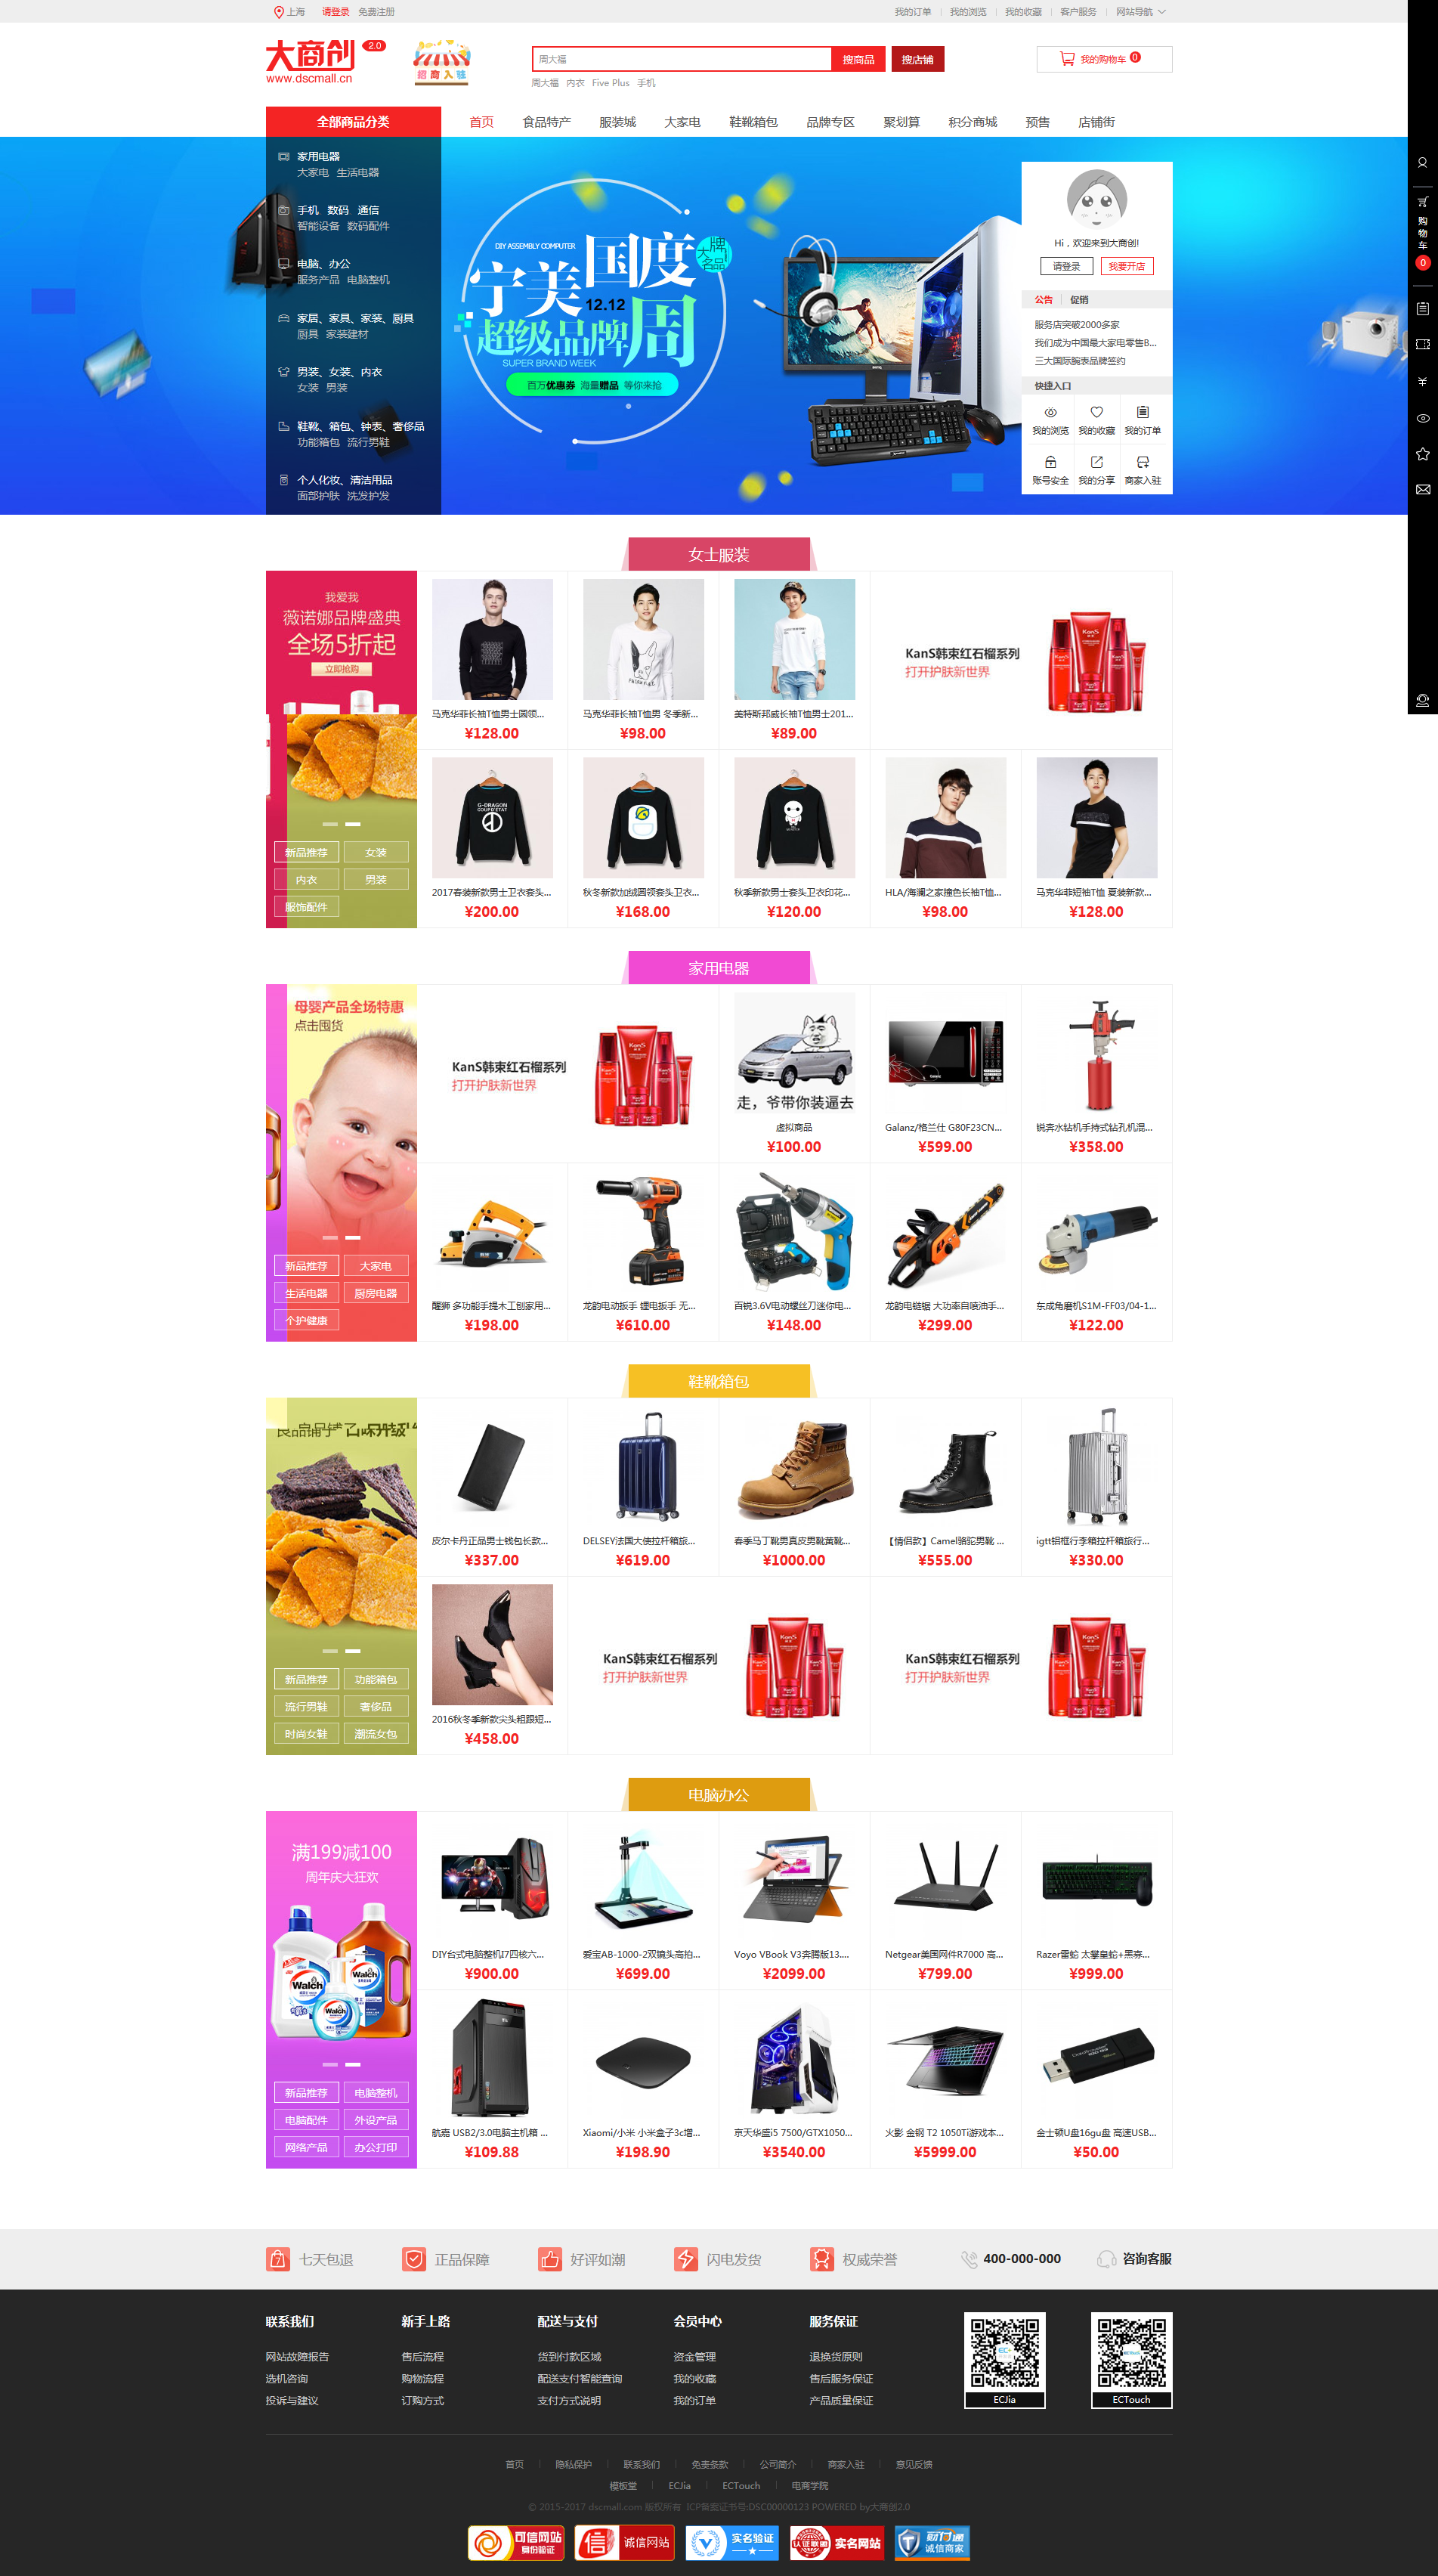 上海 请登录 免费注册 我的订单 我的浏览 我的收藏 客户服务 网站导航
大商创 2.0
www.dscmall.cn
招商入驻
周大福 搜商品 搜店铺
我的购物车 0
周大福 内衣 Five Plus 手机
全部商品分类 首页 食品特产 服装城 大家电 鞋靴箱包 品牌专区 聚划算 积分商城 预售 店铺街
家用电器
大家电 生活电器
手机 数码 通信
智能设备 数码配件
电脑、办公
服务产品 电脑整机
家居、家具、家装、厨具
厨具 家装建材
男装、女装、内衣
女装 男装
鞋靴、箱包、钟表、奢侈品
功能箱包 流行男鞋
个人化妆、清洁用品
面部护肤 洗发护发
DIY ASSEMBLY COMPUTER
宁美国度
大牌名品
12.12
超级品牌周
SUPER BRAND WEEK
百万优惠券 海量赠品 等你来抢
Hi，欢迎来到大商创!
请登录 我要开店
公告 促销
服务店突破2000多家
我们成为中国最大家电零售B...
三大国际腕表品牌签约
快捷入口
我的浏览 我的收藏 我的订单
账号安全 我的分享 商家入驻
购物车
0
女士服装
我爱我
薇诺娜品牌盛典
全场5折起
立即抢购
新品推荐 女装
内衣 男装
服饰配件
马克华菲长袖T恤男士圆领...
¥128.00
马克华菲长袖T恤男 冬季新...
¥98.00
美特斯邦威长袖T恤男士201...
¥89.00
KanS韩束红石榴系列
打开护肤新世界
G-DRAGON
COUP D'ETAT
2017春装新款男士卫衣套头...
¥200.00
秋冬新款加绒圆领套头卫衣...
¥168.00
秋季新款男士套头卫衣印花...
¥120.00
HLA/海澜之家撞色长袖T恤...
¥98.00
马克华菲短袖T恤 夏装新款...
¥128.00
家用电器
母婴产品全场特惠
点击囤货
新品推荐 大家电
生活电器 厨房电器
个护健康
KanS韩束红石榴系列
打开护肤新世界
走，爷带你装逼去
虚拟商品
¥100.00
Galanz/格兰仕 G80F23CN...
¥599.00
锐奔水钻机手持式钻孔机混...
¥358.00
醒狮 多功能手提木工刨家用...
¥198.00
龙韵电动扳手 锂电扳手 无...
¥610.00
百锐3.6V电动螺丝刀迷你电...
¥148.00
龙韵电链锯 大功率自喷油手...
¥299.00
东成角磨机S1M-FF03/04-1...
¥122.00
鞋靴箱包
良品铺子 口味升级
新品推荐 功能箱包
流行男鞋 奢侈品
时尚女鞋 潮流女包
皮尔卡丹正品男士钱包长款...
¥337.00
DELSEY法国大使拉杆箱旅...
¥619.00
春季马丁靴男真皮男靴黄靴...
¥1000.00
【情侣款】Camel骆驼男靴 ...
¥555.00
igtt铝框行李箱拉杆箱旅行...
¥330.00
2016秋冬季新款尖头粗跟短...
¥458.00
KanS韩束红石榴系列
打开护肤新世界
KanS韩束红石榴系列
打开护肤新世界
电脑办公
满199减100
周年庆大狂欢
Walch
Walch
Walch
新品推荐 电脑整机
电脑配件 外设产品
网络产品 办公打印
DIY台式电脑整机I7四核六...
¥900.00
爱宝AB-1000-2双镜头高拍...
¥699.00
Voyo VBook V3奔腾版13....
¥2099.00
Netgear美国网件R7000 高...
¥799.00
Razer雷蛇 太攀皇蛇+黑寡...
¥999.00
航嘉 USB2/3.0电脑主机箱 ...
¥109.88
Xiaomi/小米 小米盒子3c增...
¥198.90
京天华盛i5 7500/GTX1050...
¥3540.00
火影 金钢 T2 1050Ti游戏本...
¥5999.00
金士顿U盘16gu盘 高速USB...
¥50.00
七天包退 正品保障 好评如潮 闪电发货 权威荣誉 400-000-000 咨询客服
联系我们 新手上路 配送与支付 会员中心 服务保证
网站故障报告 售后流程 货到付款区域 资金管理 退换货原则
选机咨询 购物流程 配送支付智能查询 我的收藏 售后服务保证
投诉与建议 订购方式 支付方式说明 我的订单 产品质量保证
ECJia ECTouch
首页 隐私保护 联系我们 免责条款 公司简介 商家入驻 意见反馈
模板堂 ECJia ECTouch 电商学院
© 2015-2017 dscmall.com 版权所有 ICP备案证书号:DSC00000123 POWERED by大商创2.0
可信网站 身份验证 诚信网站 实名验证 认证联盟 实名网站 财付通 诚信商家